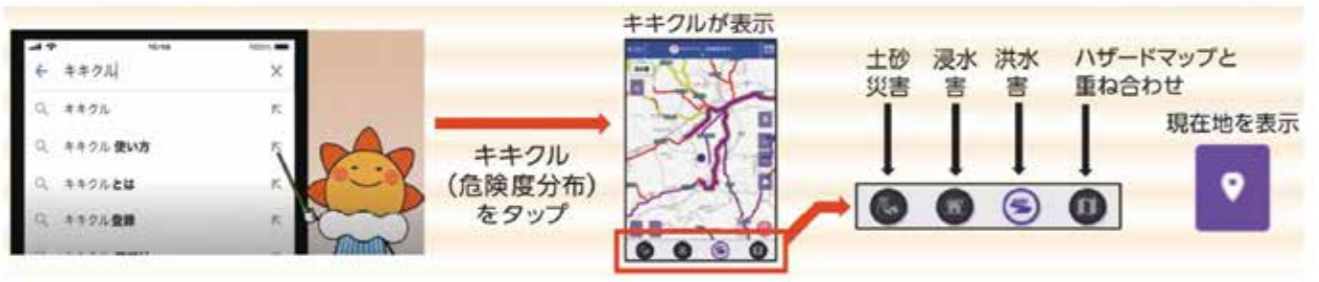 キキクル
キキクル
キキクル 使い方
キキクルとは
キキクル登録
キキクル
(危険度分布)
をタップ
キキクルが表示
土砂
災害
浸水
害
洪水
害
ハザードマップと
重ね合わせ
現在地を表示